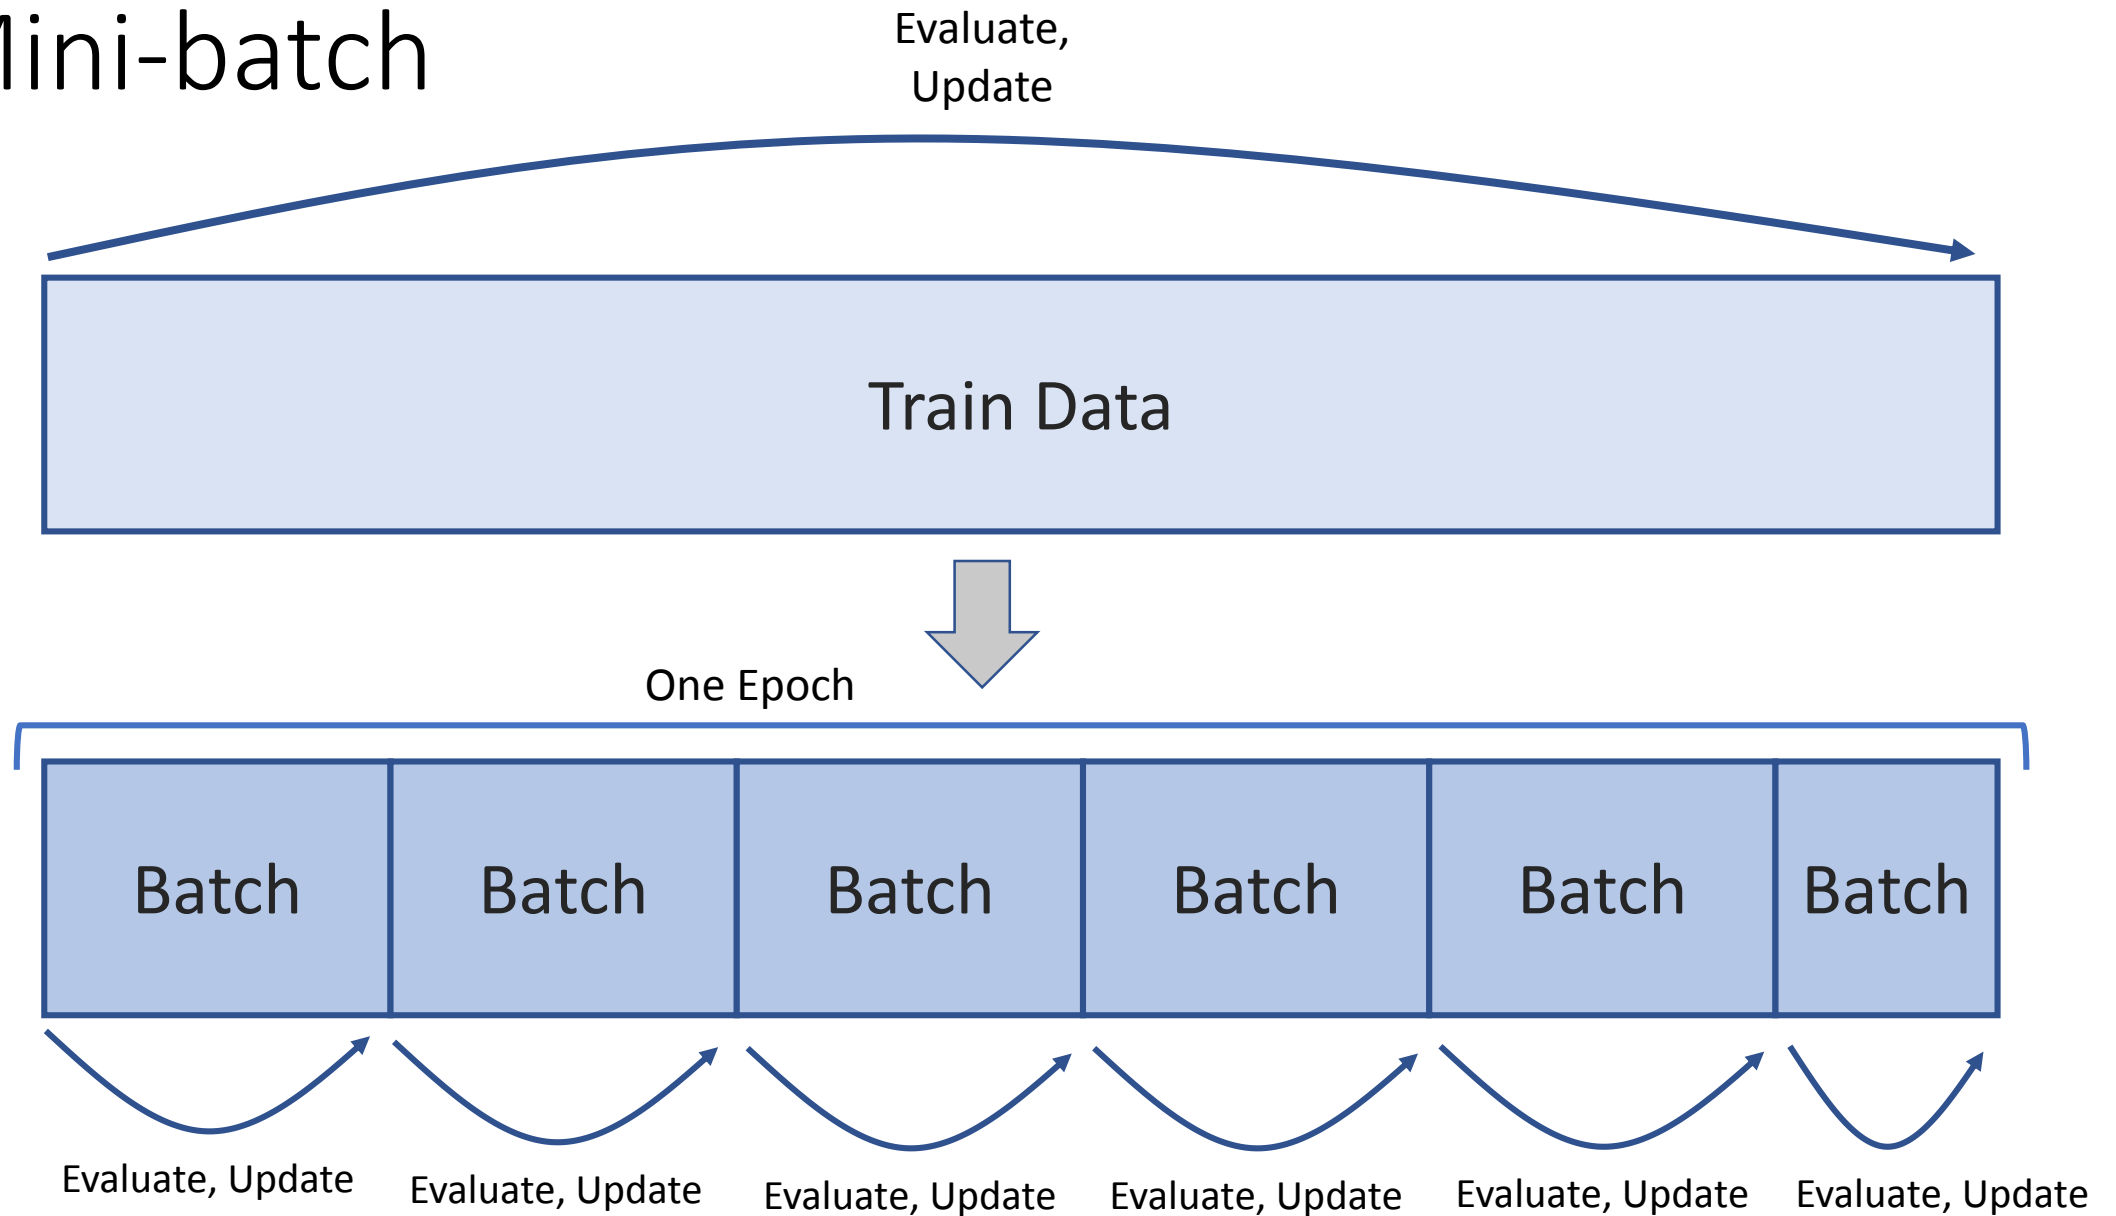 ini-batch
Evaluate,
Update
Train Data
One Epoch
Batch Batch Batch Batch Batch Batch
Evaluate, Update Evaluate, Update Evaluate, Update Evaluate, Update Evaluate, Update Evaluate, Update